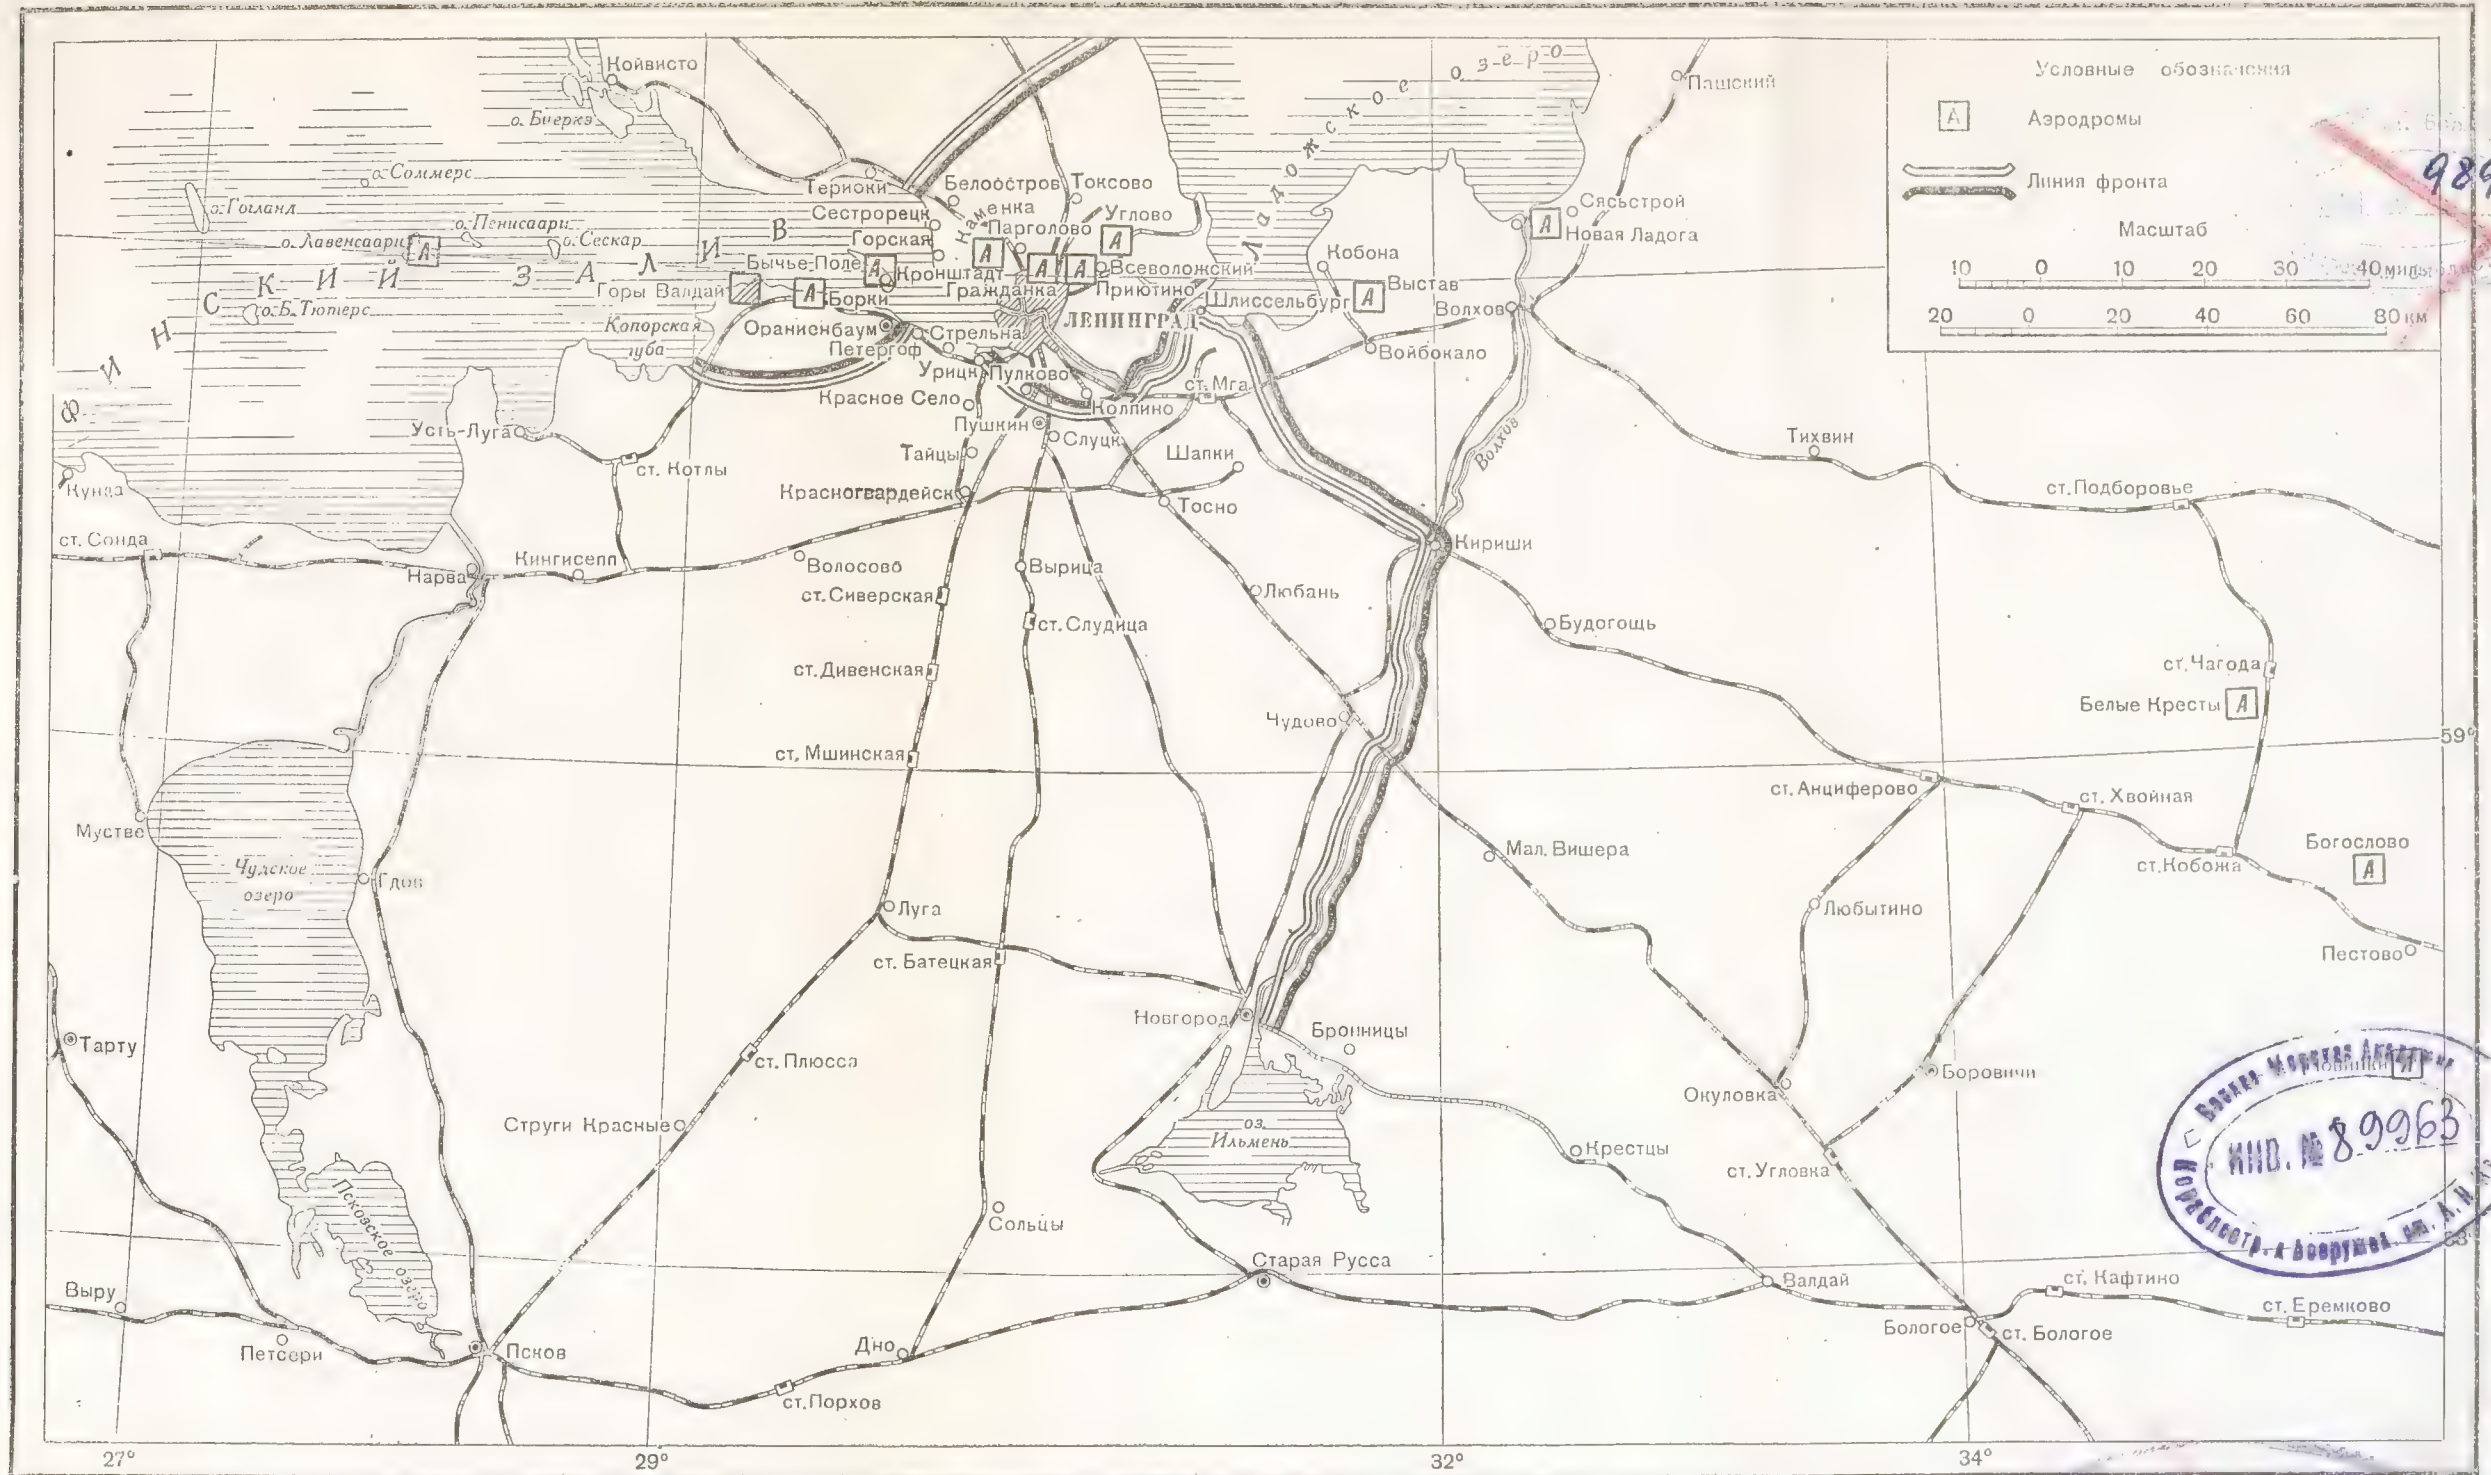 Условные обозначения
А Аэродромы
Линия фронта
Масштаб
10 0 10 20 30 40 мили
20 0 20 40 60 80 км
ФИНСКИЙ ЗАЛИВ
Ладожское озеро
Койвисто
о. Биеркэ
Пашский
о. Соммерс
Териоки
Белоостров
Токсово
Сестрорецк
Каменка
Углово
Сясьстрой
о. Гогланд
о. Пенисаари
Горская
Парголово
А Новая Ладога
о. Лавенсаари
о. Сескар
Бычье-Поле
Кронштадт
Всеволожский
Кобона
Горы Валдай
Борки
Гражданка
Приютино
Выстав
о. Б. Тютерс
Копорская губа
Ораниенбаум
Стрельна
ЛЕНИНГРАД
Шлиссельбург
Волхов
Петергоф
Войбокало
Урицк
Пулково
ст. Мга
Красное Село
Колпино
Усть-Луга
Пушкин
Слуцк
Волхов
Тихвин
ст. Котлы
Тайцы
Шапки
Кунда
Красногвардейск
Тосно
ст. Подборовье
ст. Сонда
Кириши
Нарва
Кингисепп
Волосово
Вырица
ст. Сиверская
Любань
ст. Слудица
Будогощь
ст. Дивенская
ст. Чагода
Белые Кресты А
Чудово
59°
ст. Мшинская
ст. Анциферово
ст. Хвойная
Муствe
Мал. Вишера
Богослово
А
ст. Кобожа
Чудское
озеро
Гдов
Луга
Любытино
ст. Батецкая
Пестово
Новгород
Бронницы
Тарту
ст. Плюсса
Боровичи
Окуловка
Струги Красные
оз.
Ильмень
Крестцы
ст. Угловка
ИНВ. № 89963
Псковское озеро
Сольцы
Старая Русса
Валдай
ст. Кафтино
Выру
ст. Еремково
Петсери
Псков
Дно
Бологое
ст. Бологое
ст. Порхов
27° 29° 32° 34°